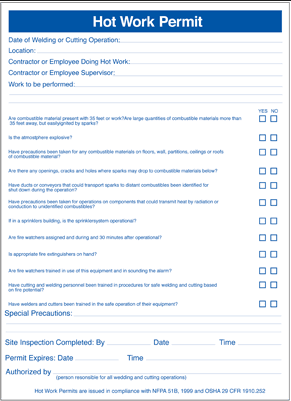 Hot Work Permit
Date of Welding or Cutting Operation:
Location:
Contractor or Employee Doing Hot Work:
Contractor or Employee Supervisor:
Work to be performed:
YES NO
Are combustible material present with 35 feet or work?Are large quantities of combustible materials more than
35 feet away, but easilyignited by sparks?
Is the atmostphere explosive?
Have precautions been taken for any combustible materials on floors, wall, partitions, ceilings or roofs
of combustible material?
Are there any openings, cracks and holes where sparks may drop to combustible materials below?
Have ducts or conveyors that could transport sparks to distant combustibles been identified for
shut down during the operation?
Have precautions been taken for operations on components that could transmit heat by radiation or
conduction to unidentified combustibles?
If in a sprinklers building, is the sprinklersystem operational?
Are fire watchers assigned and during and 30 minutes after operational?
Is appropriate fire extinguishers on hand?
Are fire watchers trained in use of this equipment and in sounding the alarm?
Have cutting and welding personnel been trained in procedures for safe welding and cutting based
on fire potential?
Have welders and cutters been trained in the safe operation of their equipment?
Special Precautions:
Site Inspection Completed: By Date Time
Permit Expires: Date Time
Authorized by
(person responsible for all welding and cutting conditions)
Hot Work Permits are issued in compliance with NFPA 51B, 1999 and OSHA 29 CFR 1910.252